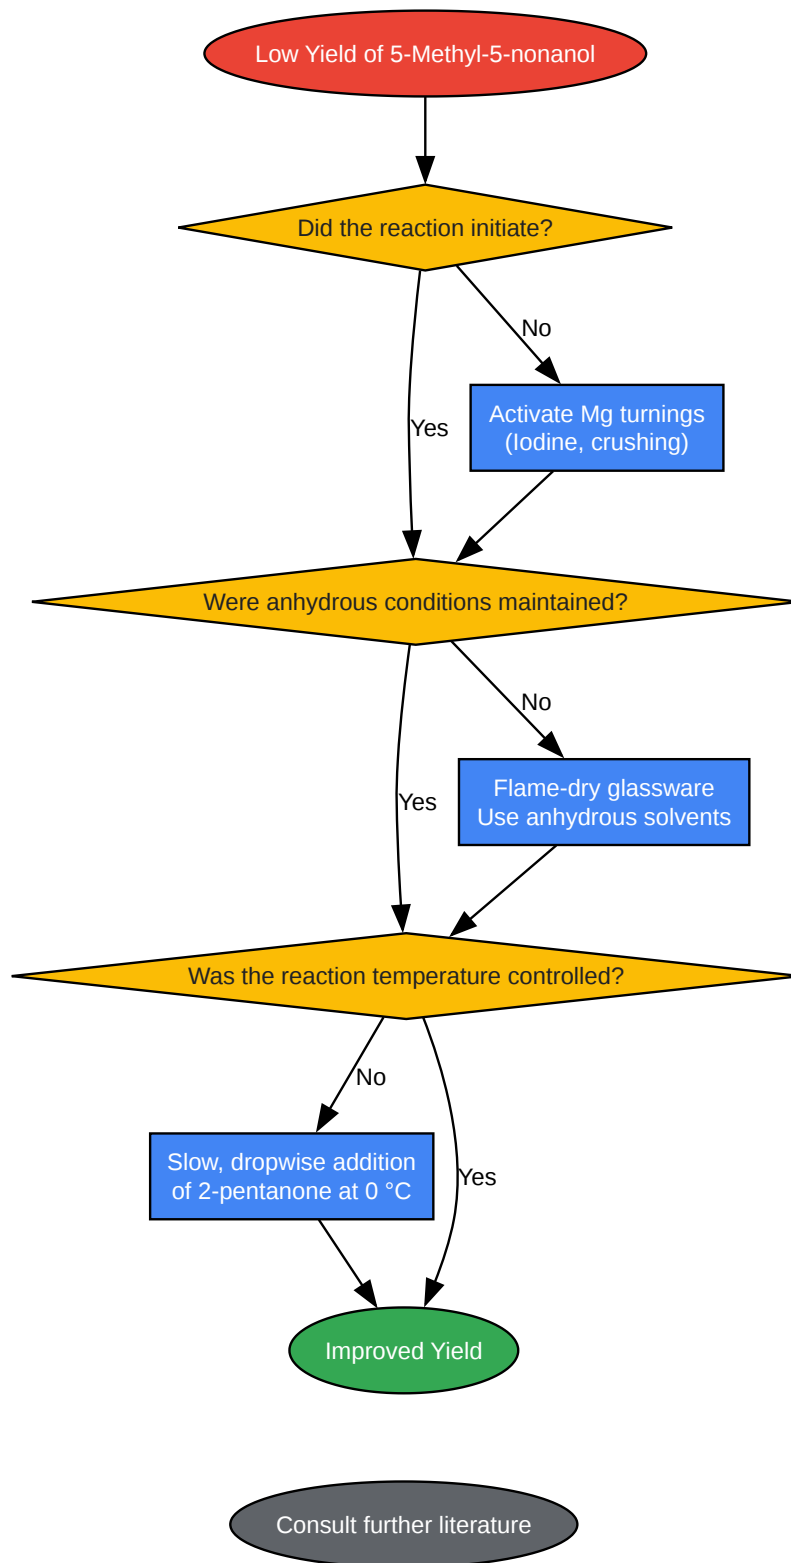 Low Yield of 5-Methyl-5-nonanol
Did the reaction initiate?
No
Activate Mg turnings
(Iodine, crushing)
Yes
Were anhydrous conditions maintained?
No
Flame-dry glassware
Use anhydrous solvents
Yes
Was the reaction temperature controlled?
No
Slow, dropwise addition
of 2-pentanone at 0 °C
Yes
Improved Yield
Consult further literature